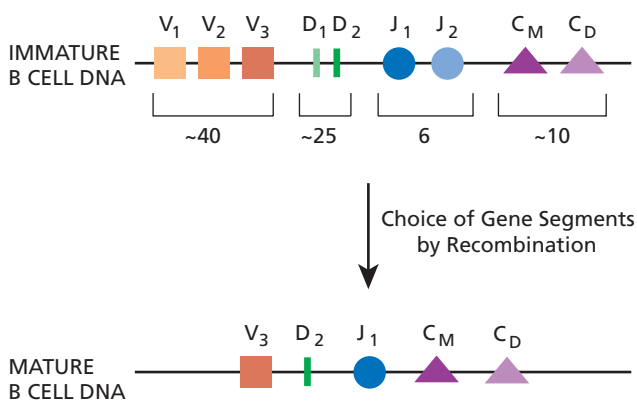 V1 V2 V3 D1 D2 J1 J2 CM CD
IMMATURE
B CELL DNA
~40 ~25 6 ~10
Choice of Gene Segments
by Recombination
V3 D2 J1 CM CD
MATURE
B CELL DNA